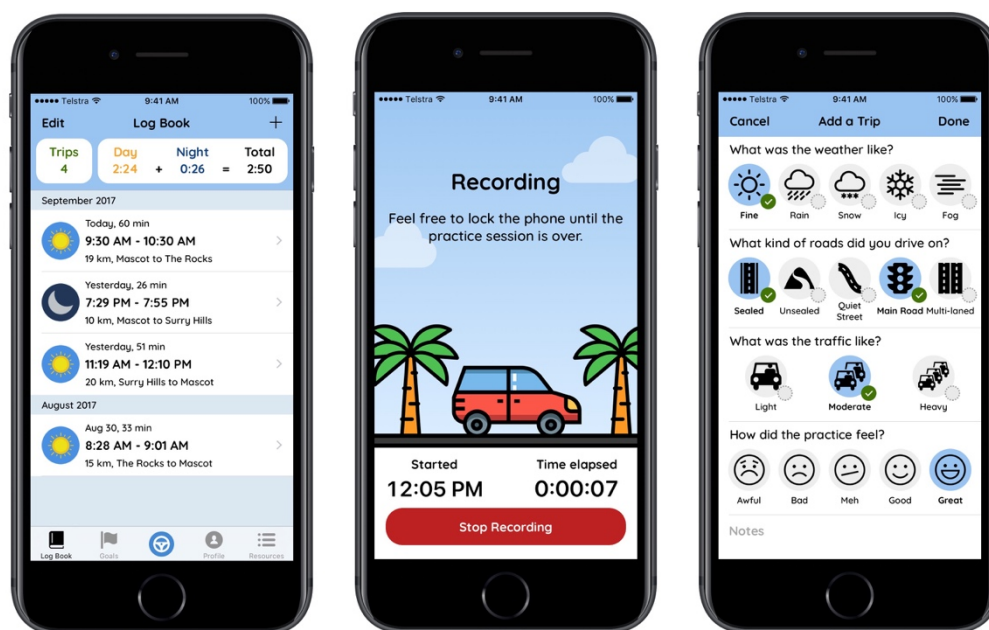 Telstra 9:41 AM 100%
Edit Log Book +
Trips Day Night Total
4 2:24 + 0:26 = 2:50
September 2017
Today, 60 min
9:30 AM - 10:30 AM
19 km, Mascot to The Rocks
Yesterday, 26 min
7:29 PM - 7:55 PM
10 km, Mascot to Surry Hills
Yesterday, 51 min
11:19 AM - 12:10 PM
20 km, Surry Hills to Mascot
August 2017
Aug 30, 33 min
8:28 AM - 9:01 AM
15 km, The Rocks to Mascot
Log Book Goals Profile Resources
Telstra 9:41 AM 100%
Recording
Feel free to lock the phone until the
practice session is over.
Started Time elapsed
12:05 PM 0:00:07
Stop Recording
Telstra 9:41 AM 100%
Cancel Add a Trip Done
What was the weather like?
Fine Rain Snow Icy Fog
What kind of roads did you drive on?
Sealed Unsealed Quiet Street Main Road Multi-laned
What was the traffic like?
Light Moderate Heavy
How did the practice feel?
Awful Bad Meh Good Great
Notes